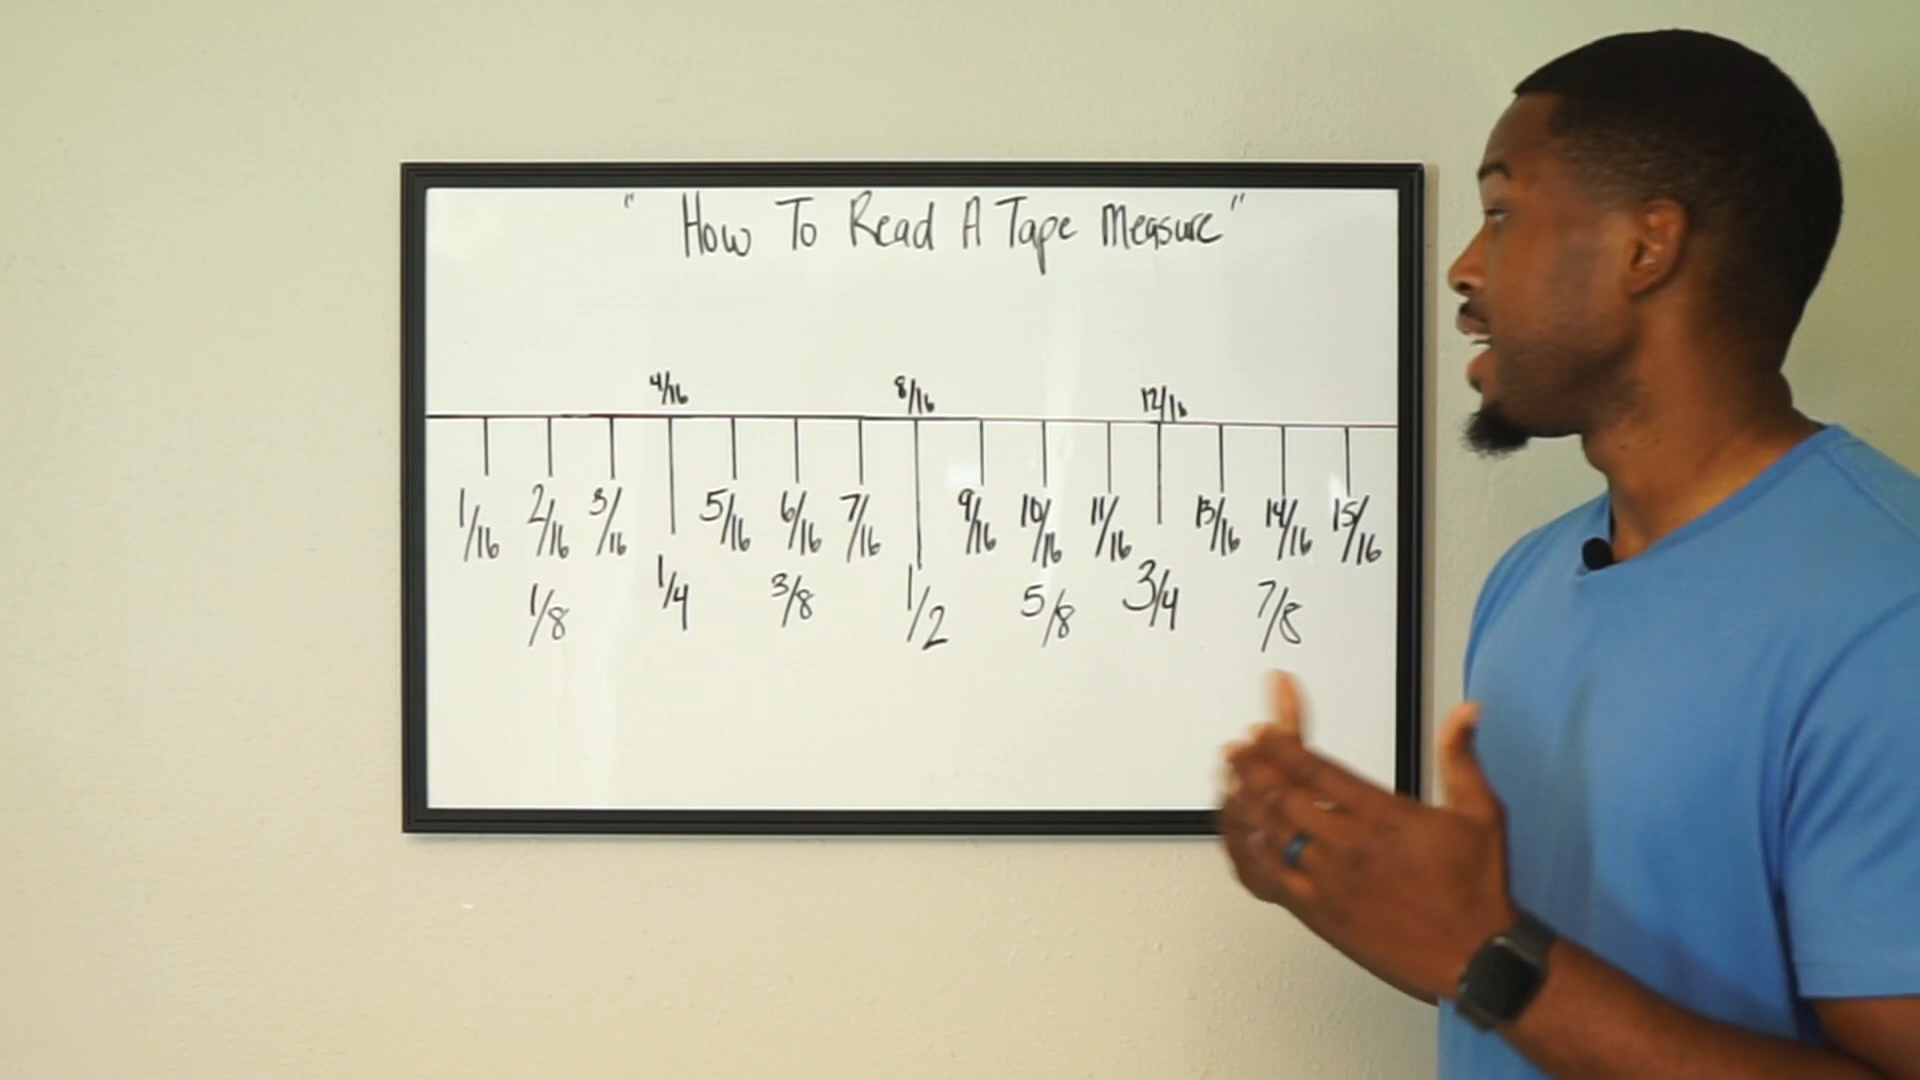 " How To Read A Tape Measure "
4/16 8/16 12/16
1/16 2/16 3/16 5/16 6/16 7/16 9/16 10/16 11/16 13/16 14/16 15/16
1/8 1/4 3/8 1/2 5/8 3/4 7/8